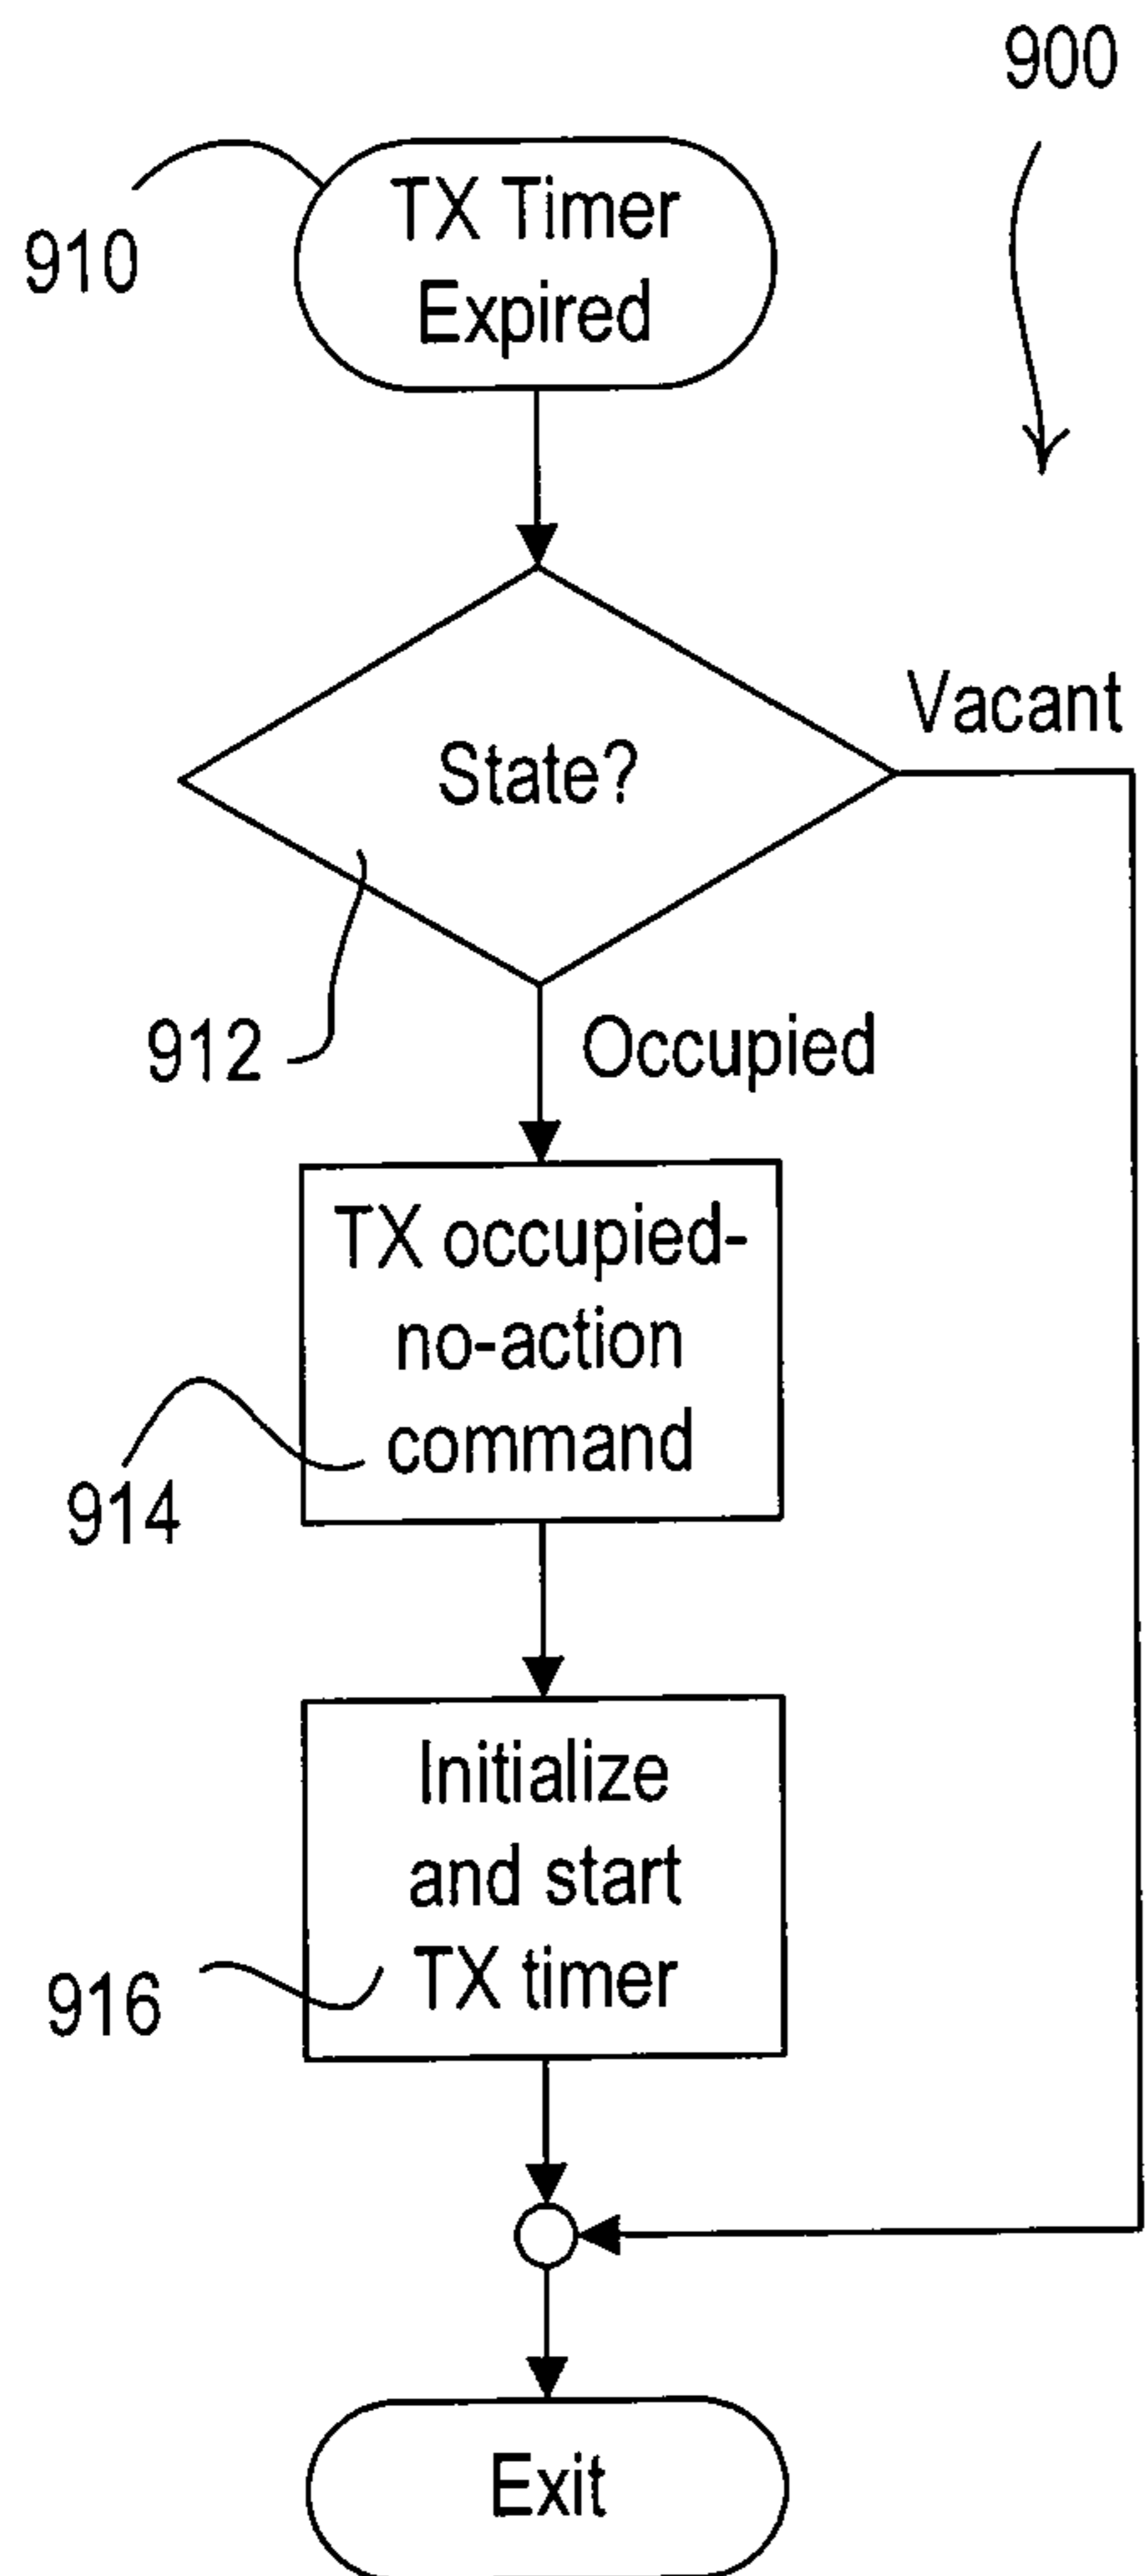 900
TX Timer
Expired
910
Vacant
State?
912
Occupied
TX occupied-
no-action
command
914
Initialize
and start
TX timer
916
Exit